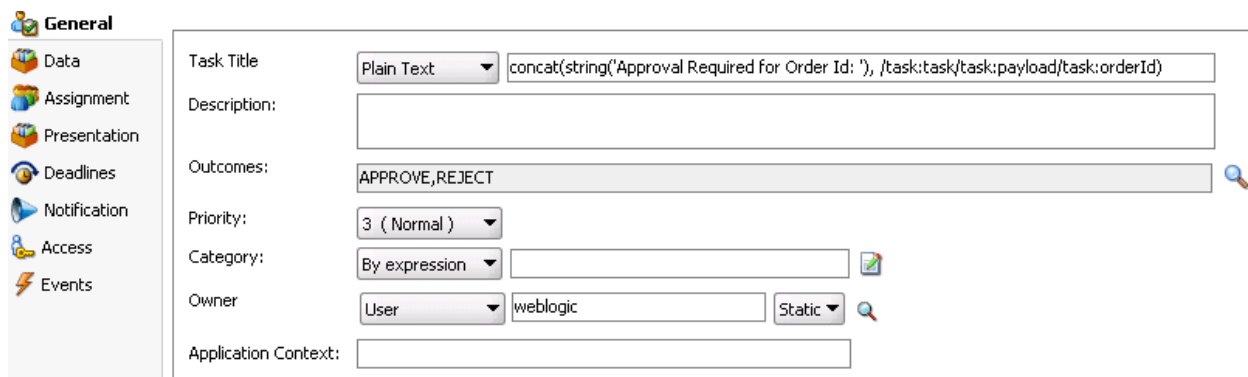 General
Data
Assignment
Presentation
Deadlines
Notification
Access
Events
Task Title Plain Text concat(string('Approval Required for Order Id: '), /task:task/task:payload/task:orderId)
Description:
Outcomes: APPROVE,REJECT
Priority: 3 ( Normal )
Category: By expression
Owner User weblogic Static
Application Context: